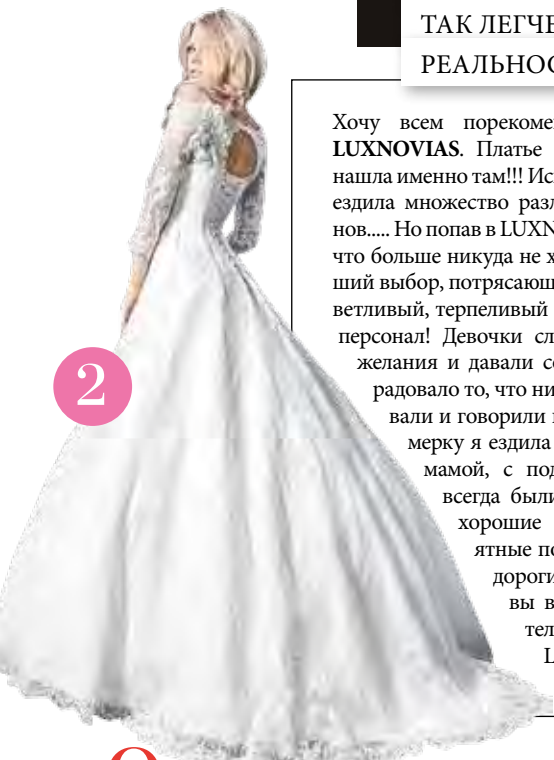 ТАК ЛЕГЧЕ
РЕАЛЬНОС
Хочу всем порекоме
LUXNOVIAS. Платье
нашла именно там!!! Ис
ездила множество раз
нов..... Но попав в LUXN
что больше никуда не х
ший выбор, потрясающ
ветливый, терпеливый
персонал! Девочки сл
желания и давали с
радовало то, что ни
вали и говорили
мерку я ездила
мамой, с под
всегда были
хорошие
ятные по
дороги
вы в
тел
L
2